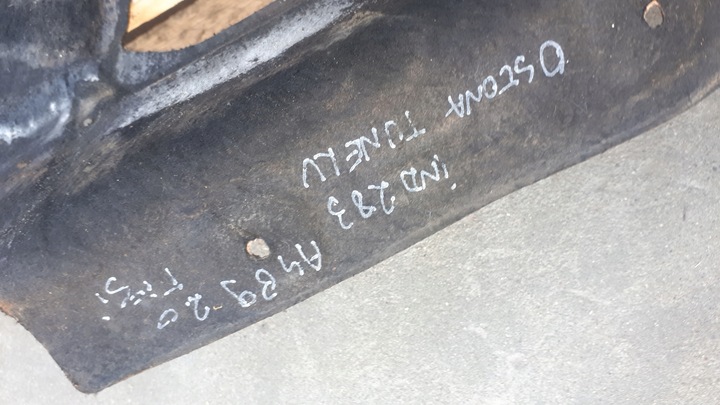 OSŁONA TUNELU
IND 283
A4 B9 2.0
TFSI